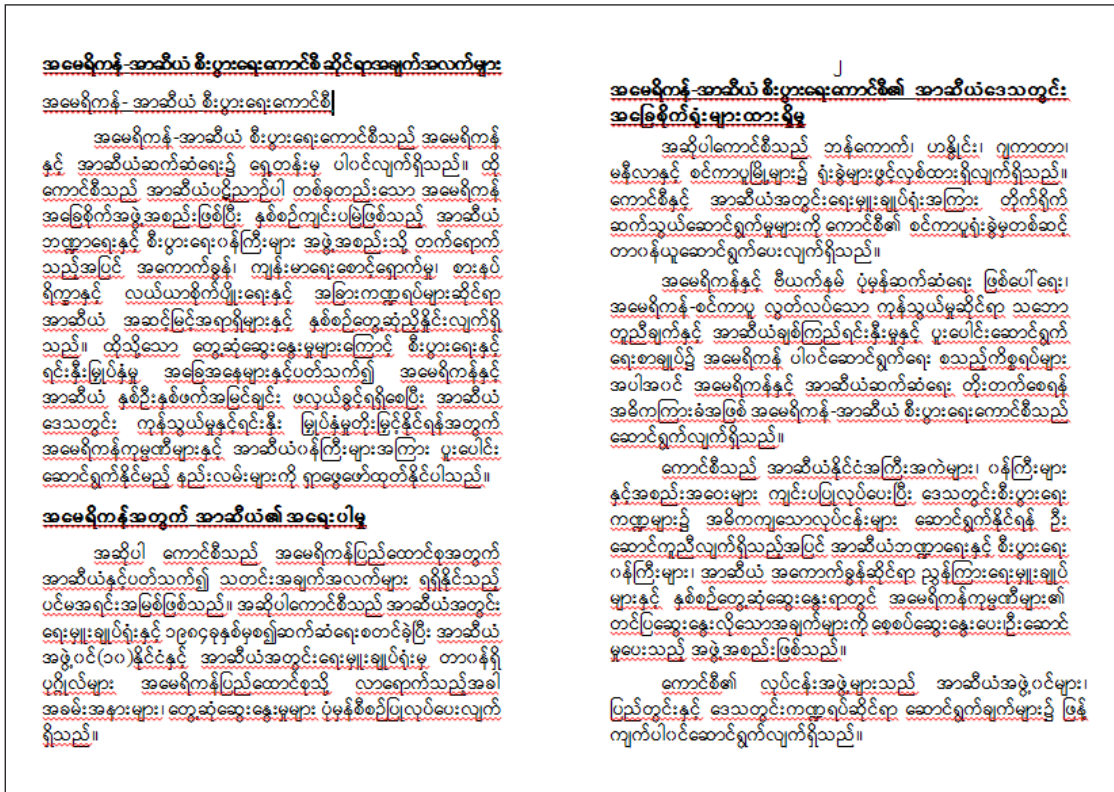 အမေရိကန်-အာဆီယံ စီးပွားရေးကောင်စီ ဆိုင်ရာအချက်အလက်များ
အမေရိကန်- အာဆီယံ စီးပွားရေးကောင်စီ
အမေရိကန်-အာဆီယံ စီးပွားရေးကောင်စီသည် အမေရိကန်
နှင့် အာဆီယံဆက်ဆံရေး၌ ရှေ့တန်းမှ ပါဝင်လျက်ရှိသည်။ ထို
ကောင်စီသည် အာဆီယံပဋိညာဉ်ပါ တစ်ခုတည်းသော အမေရိကန်
အခြေစိုက်အဖွဲ့အစည်းဖြစ်ပြီး နှစ်စဉ်ကျင်းပမြဲဖြစ်သည့် အာဆီယံ
ဘဏ္ဍာရေးနှင့် စီးပွားရေးဝန်ကြီးများ အဖွဲ့အစည်းသို့ တက်ရောက်
သည့်အပြင် အကောက်ခွန်၊ ကျန်းမာရေးစောင့်ရှောက်မှု၊ စားနပ်
ရိက္ခာနှင့် လယ်ယာစိုက်ပျိုးရေးနှင့် အခြားကဏ္ဍရပ်များဆိုင်ရာ
အာဆီယံ အဆင့်မြင့်အရာရှိများနှင့် နှစ်စဉ်တွေ့ဆုံညှိနှိုင်းလျက်ရှိ
သည်။ ထိုသို့သော တွေ့ဆုံဆွေးနွေးမှုများကြောင့် စီးပွားရေးနှင့်
ရင်းနှီးမြှုပ်နှံမှု အခြေအနေများနှင့်ပတ်သက်၍ အမေရိကန်နှင့်
အာဆီယံ နှစ်ဦးနှစ်ဖက်အမြင်ချင်း ဖလှယ်ခွင့်ရရှိစေပြီး အာဆီယံ
ဒေသတွင်း ကုန်သွယ်မှုနှင့်ရင်းနှီး မြှုပ်နှံမှုတိုးမြှင့်နိုင်ရန်အတွက်
အမေရိကန်ကုမ္ပဏီများနှင့် အာဆီယံဝန်ကြီးများအကြား ပူးပေါင်း
ဆောင်ရွက်နိုင်မည့် နည်းလမ်းများကို ရှာဖွေဖော်ထုတ်နိုင်ပါသည်။
အမေရိကန်အတွက် အာဆီယံ၏ အရေးပါမှု
အဆိုပါ ကောင်စီသည် အမေရိကန်ပြည်ထောင်စုအတွက်
အာဆီယံနှင့်ပတ်သက်၍ သတင်းအချက်အလက်များ ရရှိနိုင်သည့်
ပင်မအရင်းအမြစ်ဖြစ်သည်။ အဆိုပါကောင်စီသည် အာဆီယံအတွင်း
ရေးမှူးချုပ်ရုံးနှင့် ၁၉၈၄ခုနှစ်မှစ၍ဆက်ဆံရေးစတင်ခဲ့ပြီး အာဆီယံ
အဖွဲ့ဝင်(၁၀)နိုင်ငံနှင့် အာဆီယံအတွင်းရေးမှူးချုပ်ရုံးမှ တာဝန်ရှိ
ပုဂ္ဂိုလ်များ အမေရိကန်ပြည်ထောင်စုသို့ လာရောက်သည့်အခါ
အခမ်းအနားများ၊ တွေ့ဆုံဆွေးနွေးမှုများ ပုံမှန်စီစဉ်ပြုလုပ်ပေးလျက်
ရှိသည်။
၂
အမေရိကန်-အာဆီယံ စီးပွားရေးကောင်စီ၏ အာဆီယံဒေသတွင်း
အခြေစိုက်ရုံးများထားရှိမှု
အဆိုပါကောင်စီသည် ဘန်ကောက်၊ ဟနွိုင်း၊ ဂျကာတာ၊
မနီလာနှင့် စင်ကာပူမြို့များ၌ ရုံးခွဲများဖွင့်လှစ်ထားရှိလျက်ရှိသည်။
ကောင်စီနှင့် အာဆီယံအတွင်းရေးမှူးချုပ်ရုံးအကြား တိုက်ရိုက်
ဆက်သွယ်ဆောင်ရွက်မှုများကို ကောင်စီ၏ စင်ကာပူရုံးခွဲမှတစ်ဆင့်
တာဝန်ယူဆောင်ရွက်ပေးလျက်ရှိသည်။
အမေရိကန်နှင့် ဗီယက်နမ် ပုံမှန်ဆက်ဆံရေး ဖြစ်ပေါ်ရေး၊
အမေရိကန်-စင်ကာပူ လွတ်လပ်သော ကုန်သွယ်မှုဆိုင်ရာ သဘော
တူညီချက်နှင့် အာဆီယံချစ်ကြည်ရင်းနှီးမှုနှင့် ပူးပေါင်းဆောင်ရွက်
ရေးစာချုပ်၌ အမေရိကန် ပါဝင်ဆောင်ရွက်ရေး စသည့်ကိစ္စရပ်များ
အပါအဝင် အမေရိကန်နှင့် အာဆီယံဆက်ဆံရေး တိုးတက်စေရန်
အဓိကကြားခံအဖြစ် အမေရိကန်-အာဆီယံ စီးပွားရေးကောင်စီသည်
ဆောင်ရွက်လျက်ရှိသည်။
ကောင်စီသည် အာဆီယံနိုင်ငံအကြီးအကဲများ၊ ဝန်ကြီးများ
နှင့်အစည်းအဝေးများ ကျင်းပပြုလုပ်ပေးပြီး ဒေသတွင်းစီးပွားရေး
ကဏ္ဍများ၌ အဓိကကျသောလုပ်ငန်းများ ဆောင်ရွက်နိုင်ရန် ဦး
ဆောင်ကူညီလျက်ရှိသည့်အပြင် အာဆီယံဘဏ္ဍာရေးနှင့် စီးပွားရေး
ဝန်ကြီးများ၊ အာဆီယံ အကောက်ခွန်ဆိုင်ရာ ညွှန်ကြားရေးမှူးချုပ်
များနှင့် နှစ်စဉ်တွေ့ဆုံဆွေးနွေးရာတွင် အမေရိကန်ကုမ္ပဏီများ၏
တင်ပြဆွေးနွေးလိုသောအချက်များကို စေ့စပ်ဆွေးနွေးပေး၊ဦးဆောင်
မှုပေးသည့် အဖွဲ့အစည်းဖြစ်သည်။
ကောင်စီ၏ လုပ်ငန်းအဖွဲ့များသည် အာဆီယံအဖွဲ့ဝင်များ၊
ပြည်တွင်းနှင့် ဒေသတွင်းကဏ္ဍရပ်ဆိုင်ရာ ဆောင်ရွက်ချက်များ၌ ဖြန့်
ကျက်ပါဝင်ဆောင်ရွက်လျက်ရှိသည်။